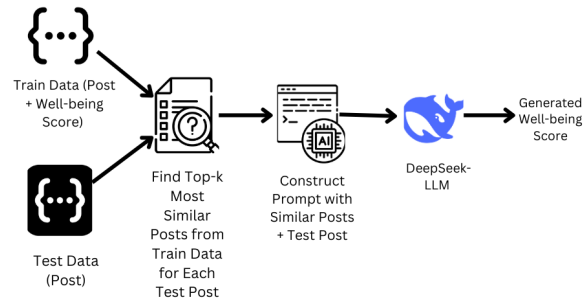 Train Data (Post
+ Well-being
Score)
Test Data
(Post)
?
Find Top-k
Most
Similar
Posts from
Train Data
for Each
Test Post
AI
Construct
Prompt with
Similar Posts
+ Test Post
DeepSeek-
LLM
Generated
Well-being
Score